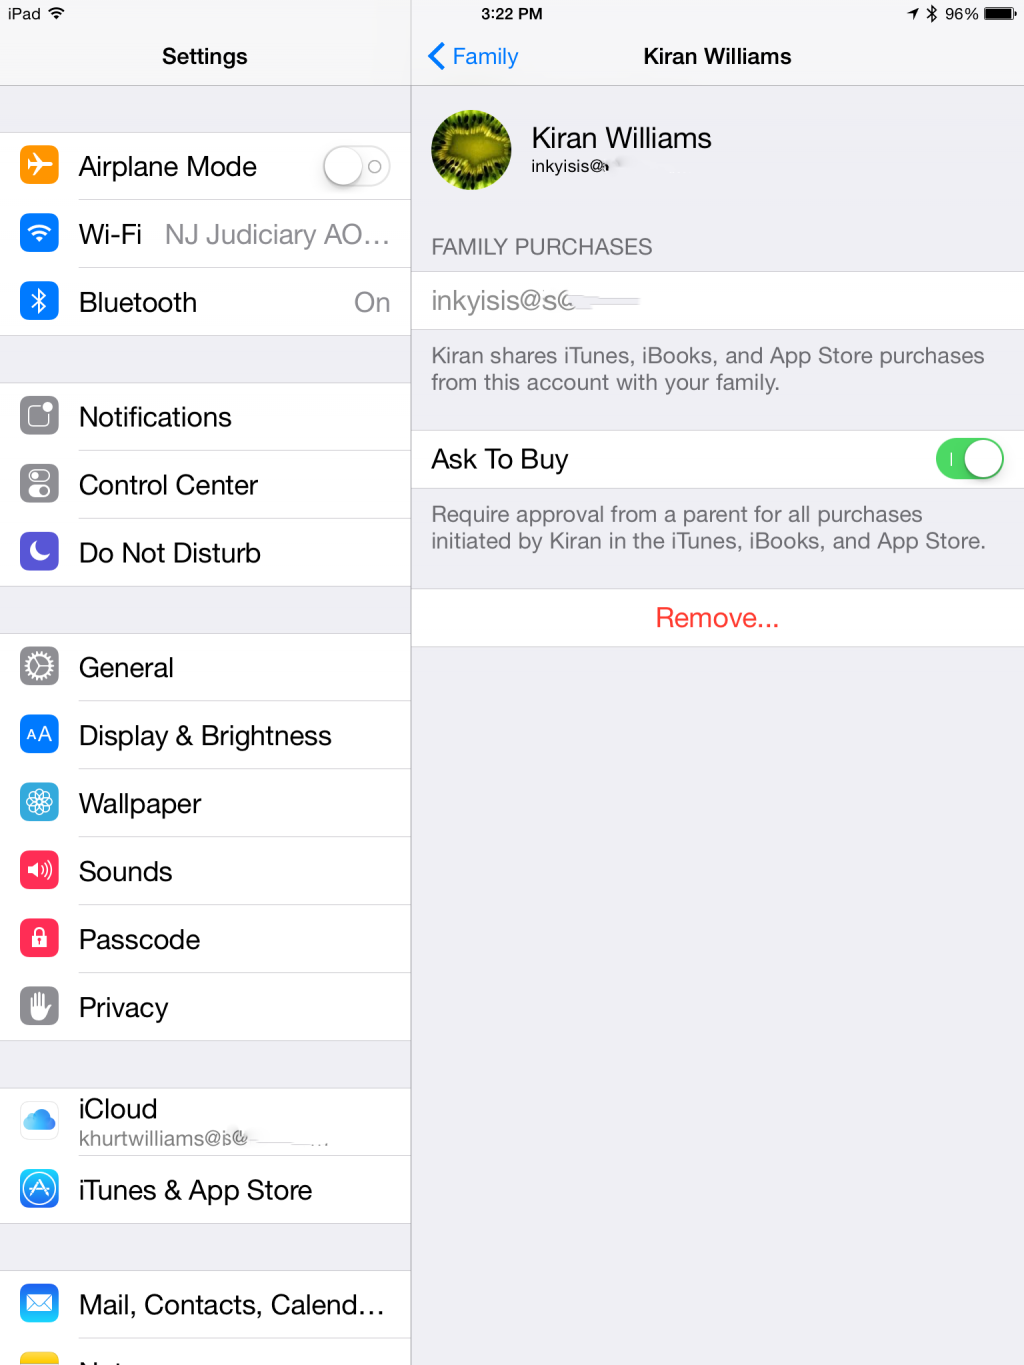 iPad
3:22 PM
96%
Settings
Family
Kiran Williams
Airplane Mode
Wi-Fi NJ Judiciary AO…
Bluetooth On
Notifications
Control Center
Do Not Disturb
General
Display & Brightness
Wallpaper
Sounds
Passcode
Privacy
iCloud
khurtwilliams@
iTunes & App Store
Mail, Contacts, Calend…
Kiran Williams
inkyisis@
FAMILY PURCHASES
inkyisis@s
Kiran shares iTunes, iBooks, and App Store purchases
from this account with your family.
Ask To Buy
Require approval from a parent for all purchases
initiated by Kiran in the iTunes, iBooks, and App Store.
Remove...